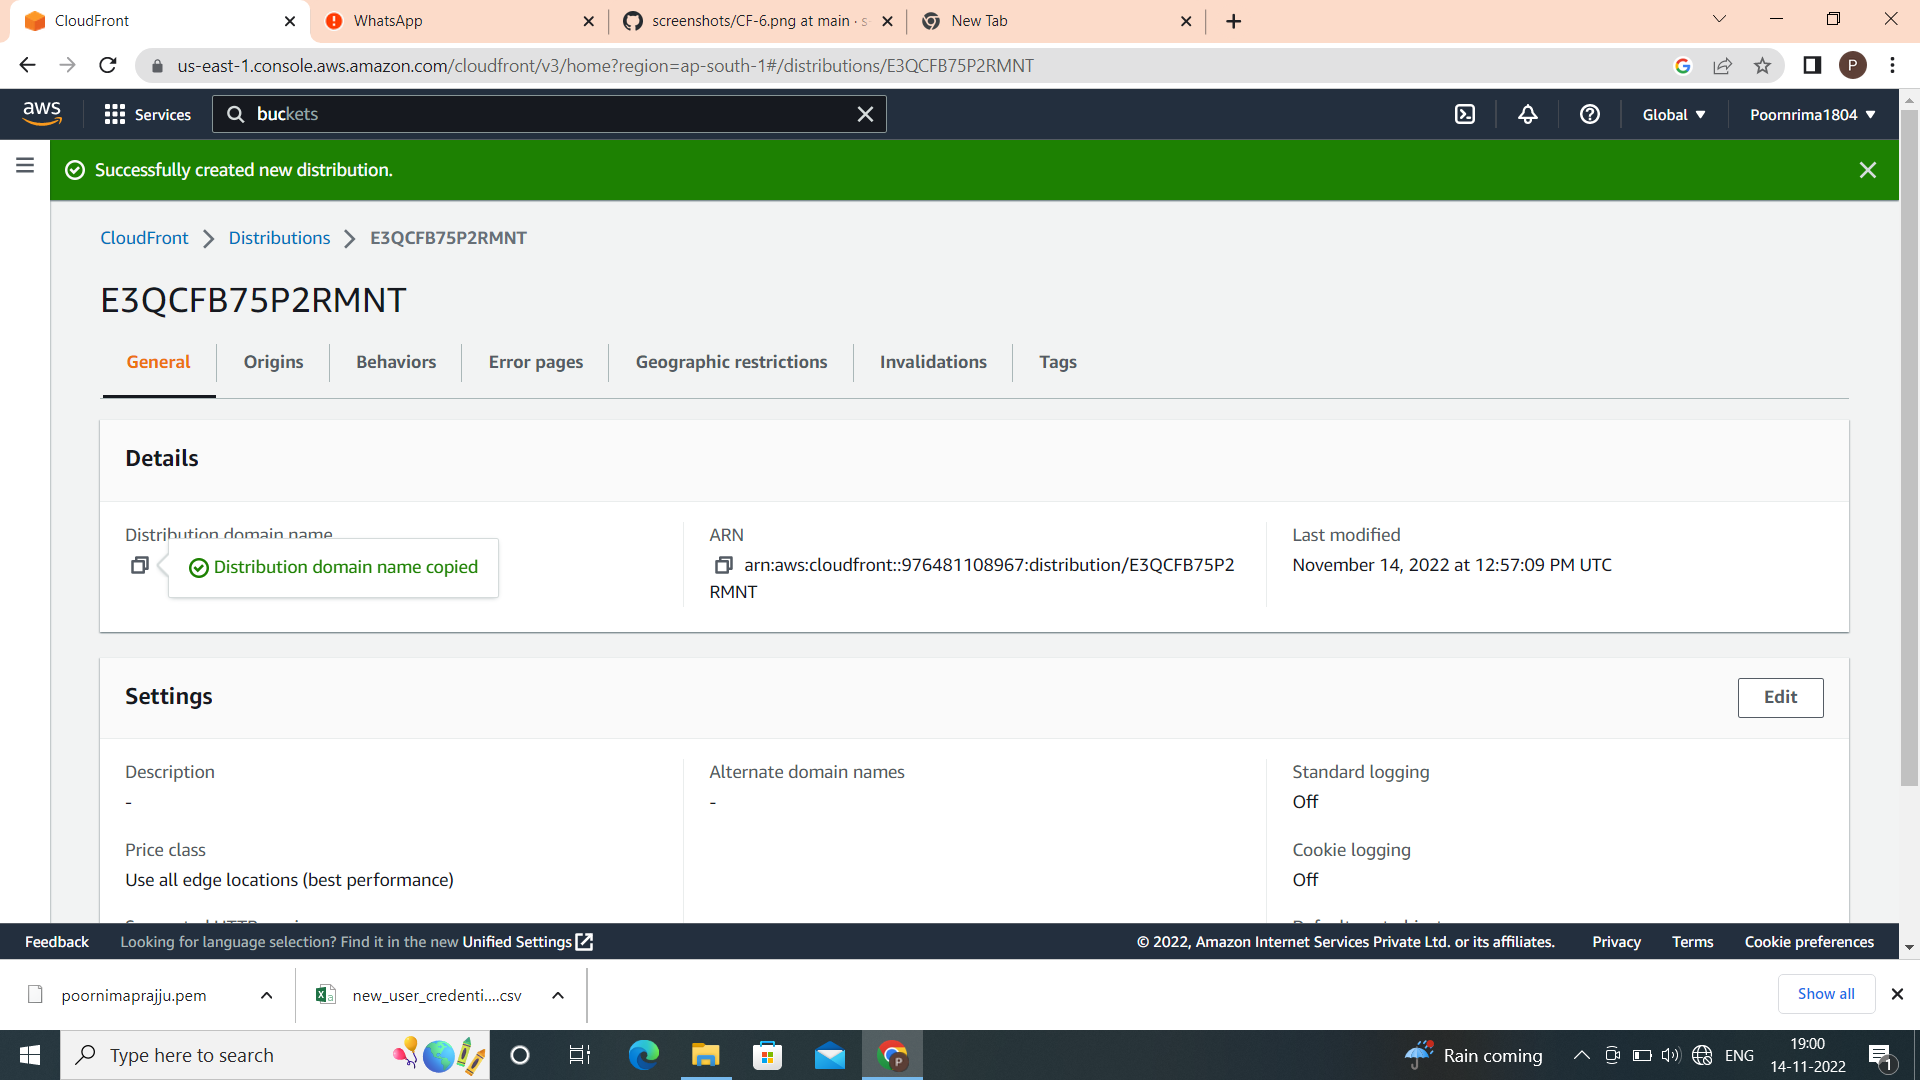 CloudFront
WhatsApp
screenshots/CF-6.png at main · s-
New Tab
us-east-1.console.aws.amazon.com/cloudfront/v3/home?region=ap-south-1#/distributions/E3QCFB75P2RMNT
P
aws
Services
buckets
Global
Poornrima1804
Successfully created new distribution.
CloudFront
Distributions
E3QCFB75P2RMNT
E3QCFB75P2RMNT
General
Origins
Behaviors
Error pages
Geographic restrictions
Invalidations
Tags
Details
Distribution domain name
Distribution domain name copied
ARN
arn:aws:cloudfront::976481108967:distribution/E3QCFB75P2
RMNT
Last modified
November 14, 2022 at 12:57:09 PM UTC
Settings
Edit
Description
-
Alternate domain names
-
Standard logging
Off
Price class
Use all edge locations (best performance)
Cookie logging
Off
Feedback
Looking for language selection? Find it in the new Unified Settings
© 2022, Amazon Internet Services Private Ltd. or its affiliates.
Privacy
Terms
Cookie preferences
poornimaprajju.pem
new_user_credenti....csv
Show all
Type here to search
P
Rain coming
ENG
19:00
14-11-2022
1